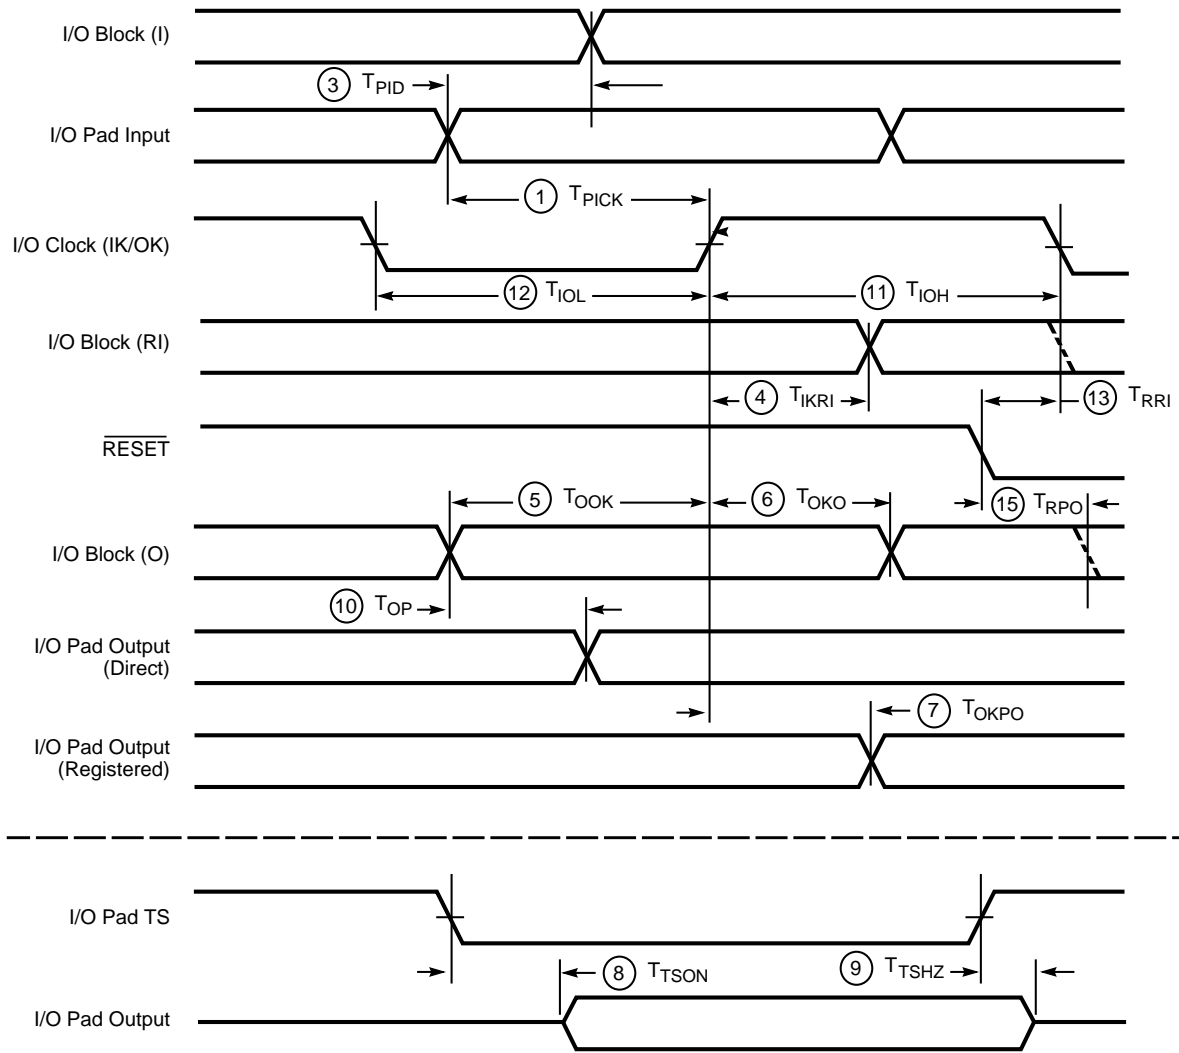 I/O Block (I)
3 TPID
I/O Pad Input
1 TPICK
I/O Clock (IK/OK)
12 TIOL
11 TIOH
I/O Block (RI)
4 TIKRI
13 TRRI
RESET
5 TOOK
6 TOKO
15 TRPO
I/O Block (O)
10 TOP
I/O Pad Output
(Direct)
7 TOKPO
I/O Pad Output
(Registered)
I/O Pad TS
8 TTSON
9 TTSHZ
I/O Pad Output